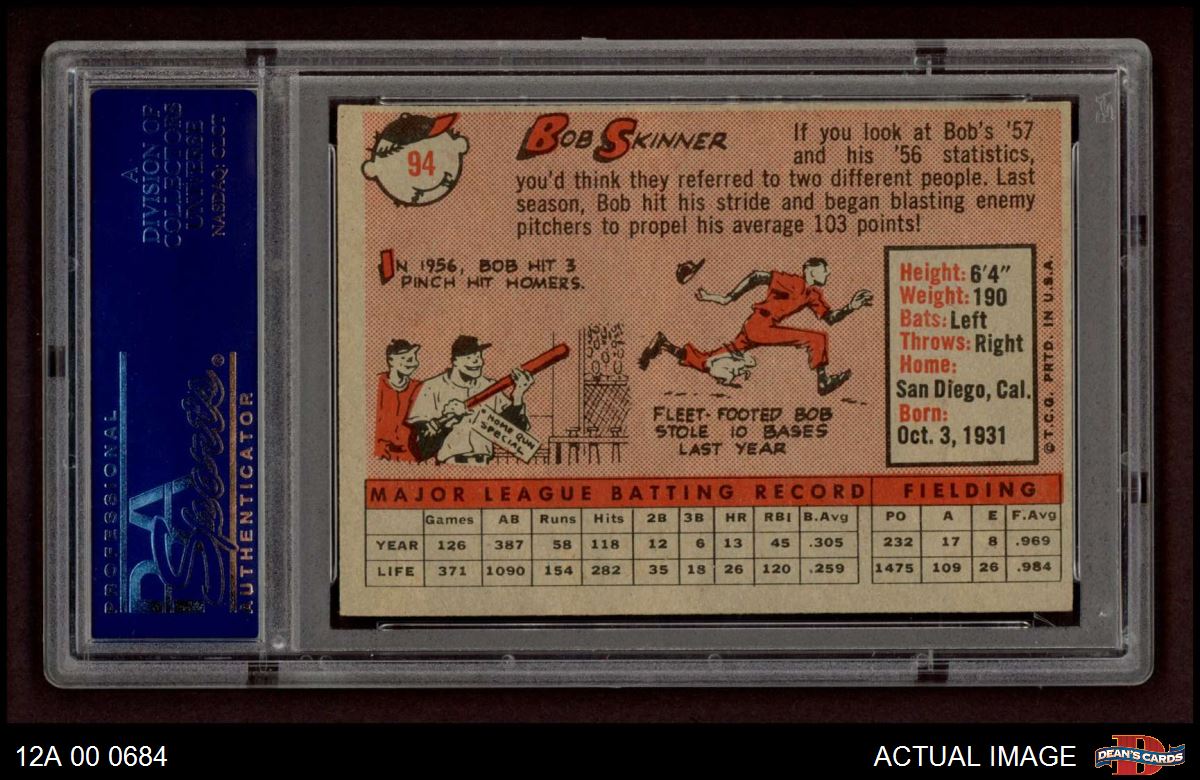 A
DIVISION OF
COLLECTORS
UNIVERSE
NASDAQ: CLCT
PROFESSIONAL
PSA
Sports®
AUTHENTICATOR
94
BOB SKINNER
If you look at Bob's '57
and his '56 statistics,
you'd think they referred to two different people. Last
season, Bob hit his stride and began blasting enemy
pitchers to propel his average 103 points!
IN 1956, BOB HIT 3
PINCH HIT HOMERS.
"HOME RUN
SPECIAL"
FLEET-FOOTED BOB
STOLE 10 BASES
LAST YEAR
Height: 6'4"
Weight: 190
Bats: Left
Throws: Right
Home:
San Diego, Cal.
Born:
Oct. 3, 1931
© T.C.G. PRTD. IN U.S.A.
MAJOR LEAGUE BATTING RECORD FIELDING
Games AB Runs Hits 2B 3B HR RBI B.Avg PO A E F.Avg
YEAR 126 387 58 118 12 6 13 45 .305 232 17 8 .969
LIFE 371 1090 154 282 35 18 26 120 .259 1475 109 26 .984
12A 00 0684
ACTUAL IMAGE
D
DEAN'S CARDS